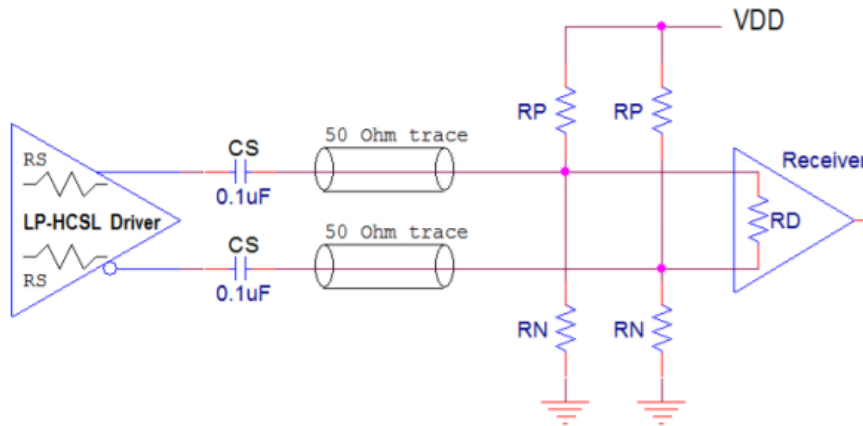 VDD
RP
RP
50 Ohm trace
CS
0.1uF
RS
Receiver
LP-HCSL Driver
RD
50 Ohm trace
CS
0.1uF
RS
RN
RN